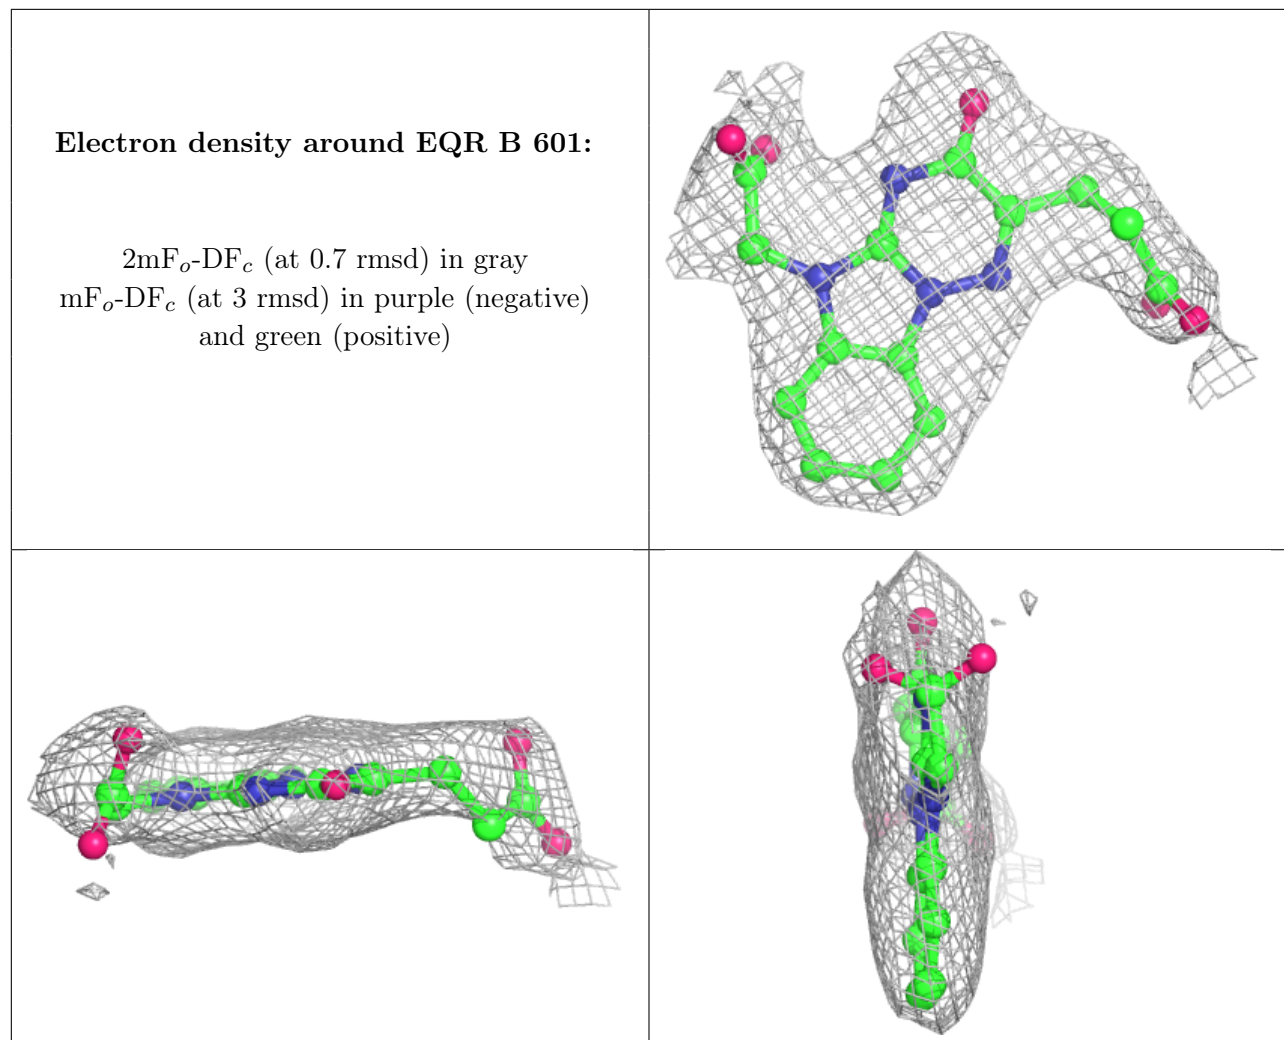 Electron density around EQR B 601:
2mFₒ-DF𝒸 (at 0.7 rmsd) in gray
mFₒ-DF𝒸 (at 3 rmsd) in purple (negative)
and green (positive)